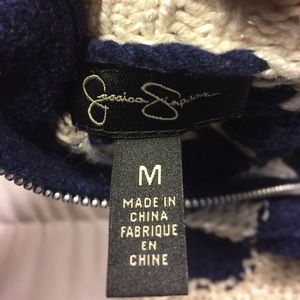 Jessica Simpson
M
MADE IN
CHINA
FABRIQUE
EN
CHINE